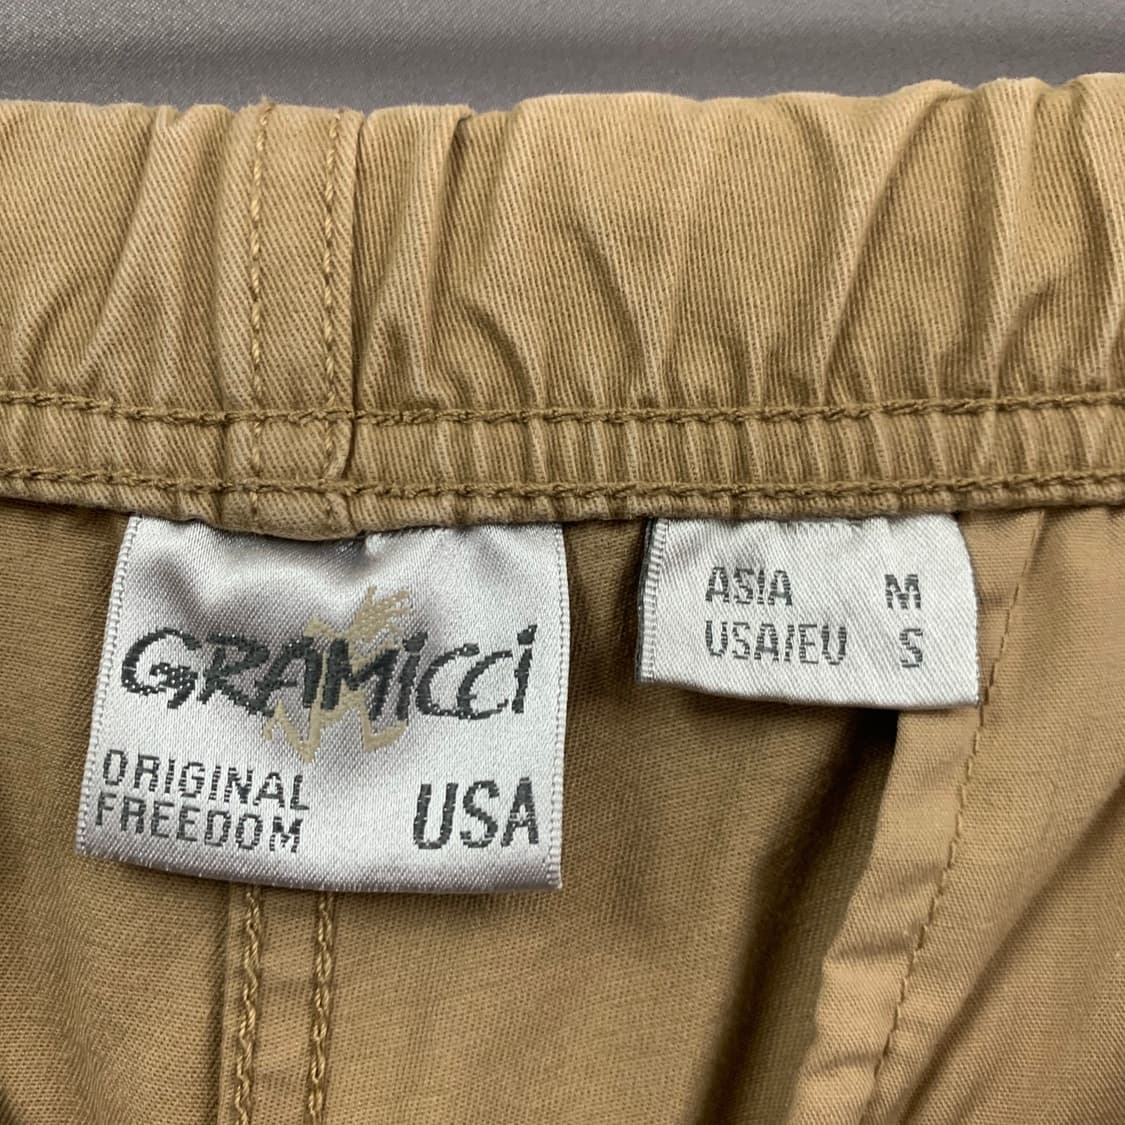 GRAMiCCi
ORIGINAL
FREEDOM
USA
ASIA M
USA/EU S